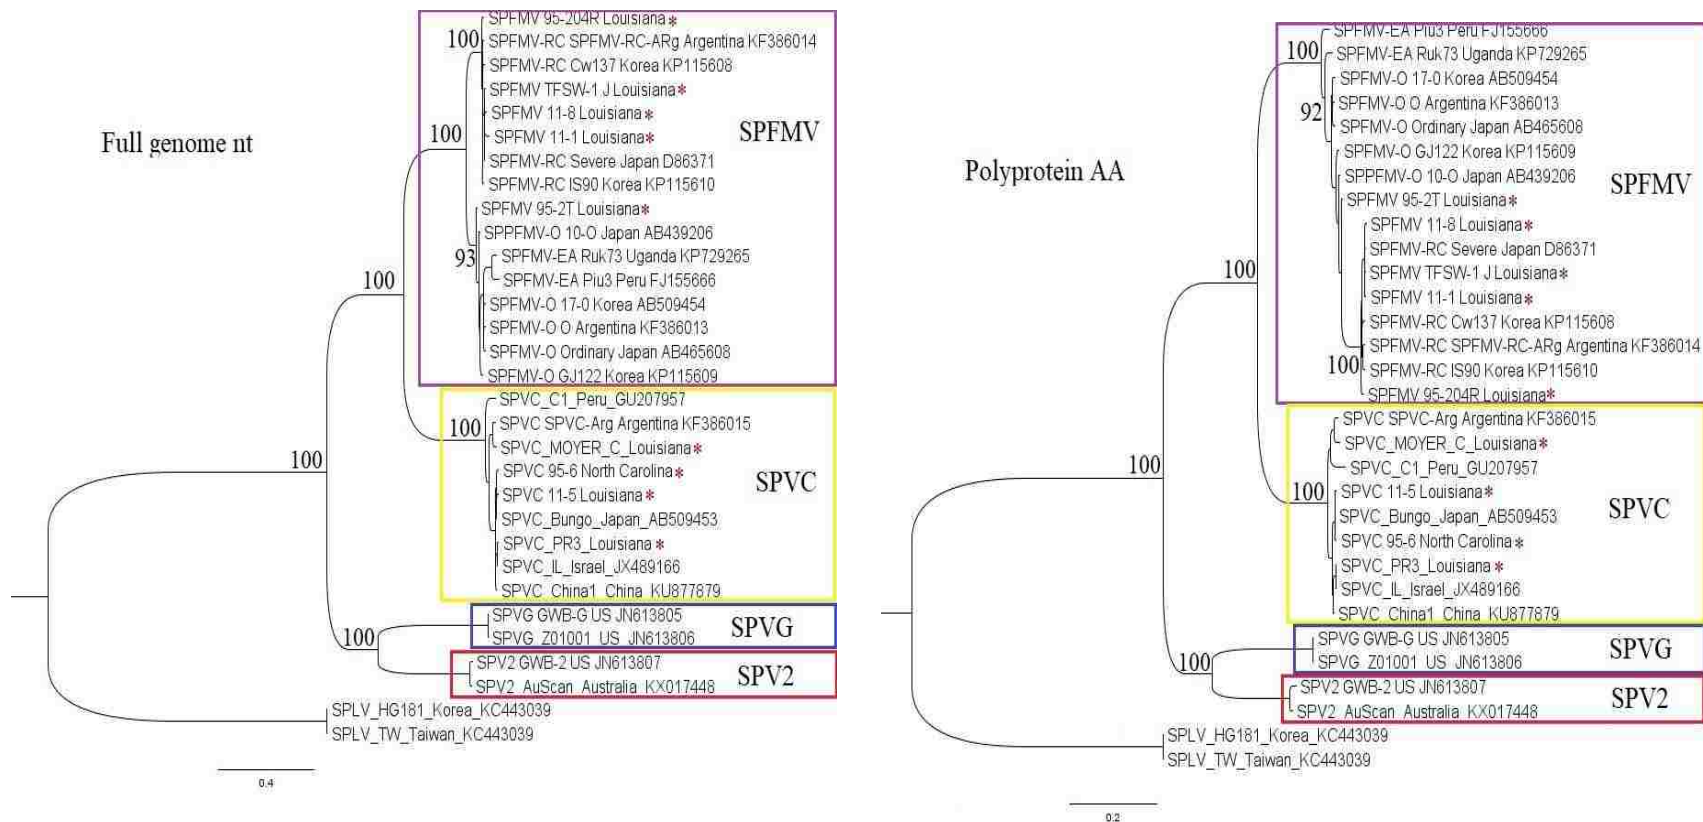 Full genome nt
SPFMV 95-204R Louisiana*
SPFMV-RC SPFMV-RC-ARg Argentina KF386014
SPFMV-RC Cw137 Korea KP115608
SPFMV TFSW-1 J Louisiana*
SPFMV 11-8 Louisiana*
SPFMV 11-1 Louisiana*
SPFMV-RC Severe Japan D86371
SPFMV-RC IS90 Korea KP115610
SPFMV 95-2T Louisiana*
SPPFMV-O 10-O Japan AB439206
SPFMV-EA Ruk73 Uganda KP729265
SPFMV-EA Piu3 Peru FJ155666
SPFMV-O 17-0 Korea AB509454
SPFMV-O O Argentina KF386013
SPFMV-O Ordinary Japan AB465608
SPFMV-O GJ122 Korea KP115609
SPFMV
100
100
93
100
100
100
SPVC_C1_Peru_GU207957
SPVC SPVC-Arg Argentina KF386015
SPVC_MOYER_C_Louisiana*
SPVC 95-6 North Carolina*
SPVC 11-5 Louisiana*
SPVC_Bungo_Japan_AB509453
SPVC_PR3_Louisiana*
SPVC_IL_Israel_JX489166
SPVC_China1_China_KU877879
SPVC
100
SPVG GWB-G US JN613805
SPVG_Z01001_US_JN613806
SPVG
SPV2 GWB-2 US JN613807
SPV2_AuScan_Australia_KX017448
SPV2
SPLV_HG181_Korea_KC443039
SPLV_TW_Taiwan_KC443039
0.4
Polyprotein AA
SPFMV-EA Piu3 Peru FJ155666
SPFMV-EA Ruk73 Uganda KP729265
SPFMV-O 17-0 Korea AB509454
SPFMV-O O Argentina KF386013
SPFMV-O Ordinary Japan AB465608
SPFMV-O GJ122 Korea KP115609
SPPFMV-O 10-O Japan AB439206
SPFMV 95-2T Louisiana*
SPFMV 11-8 Louisiana*
SPFMV-RC Severe Japan D86371
SPFMV TFSW-1 J Louisiana*
SPFMV 11-1 Louisiana*
SPFMV-RC Cw137 Korea KP115608
SPFMV-RC SPFMV-RC-ARg Argentina KF386014
SPFMV-RC IS90 Korea KP115610
SPFMV 95-204R Louisiana*
SPFMV
100
92
100
100
100
100
SPVC SPVC-Arg Argentina KF386015
SPVC_MOYER_C_Louisiana*
SPVC_C1_Peru_GU207957
SPVC 11-5 Louisiana*
SPVC_Bungo_Japan_AB509453
SPVC 95-6 North Carolina*
SPVC_PR3_Louisiana*
SPVC_IL_Israel_JX489166
SPVC_China1_China_KU877879
SPVC
100
SPVG GWB-G US JN613805
SPVG_Z01001_US_JN613806
SPVG
SPV2 GWB-2 US JN613807
SPV2_AuScan_Australia_KX017448
SPV2
SPLV_HG181_Korea_KC443039
SPLV_TW_Taiwan_KC443039
0.2